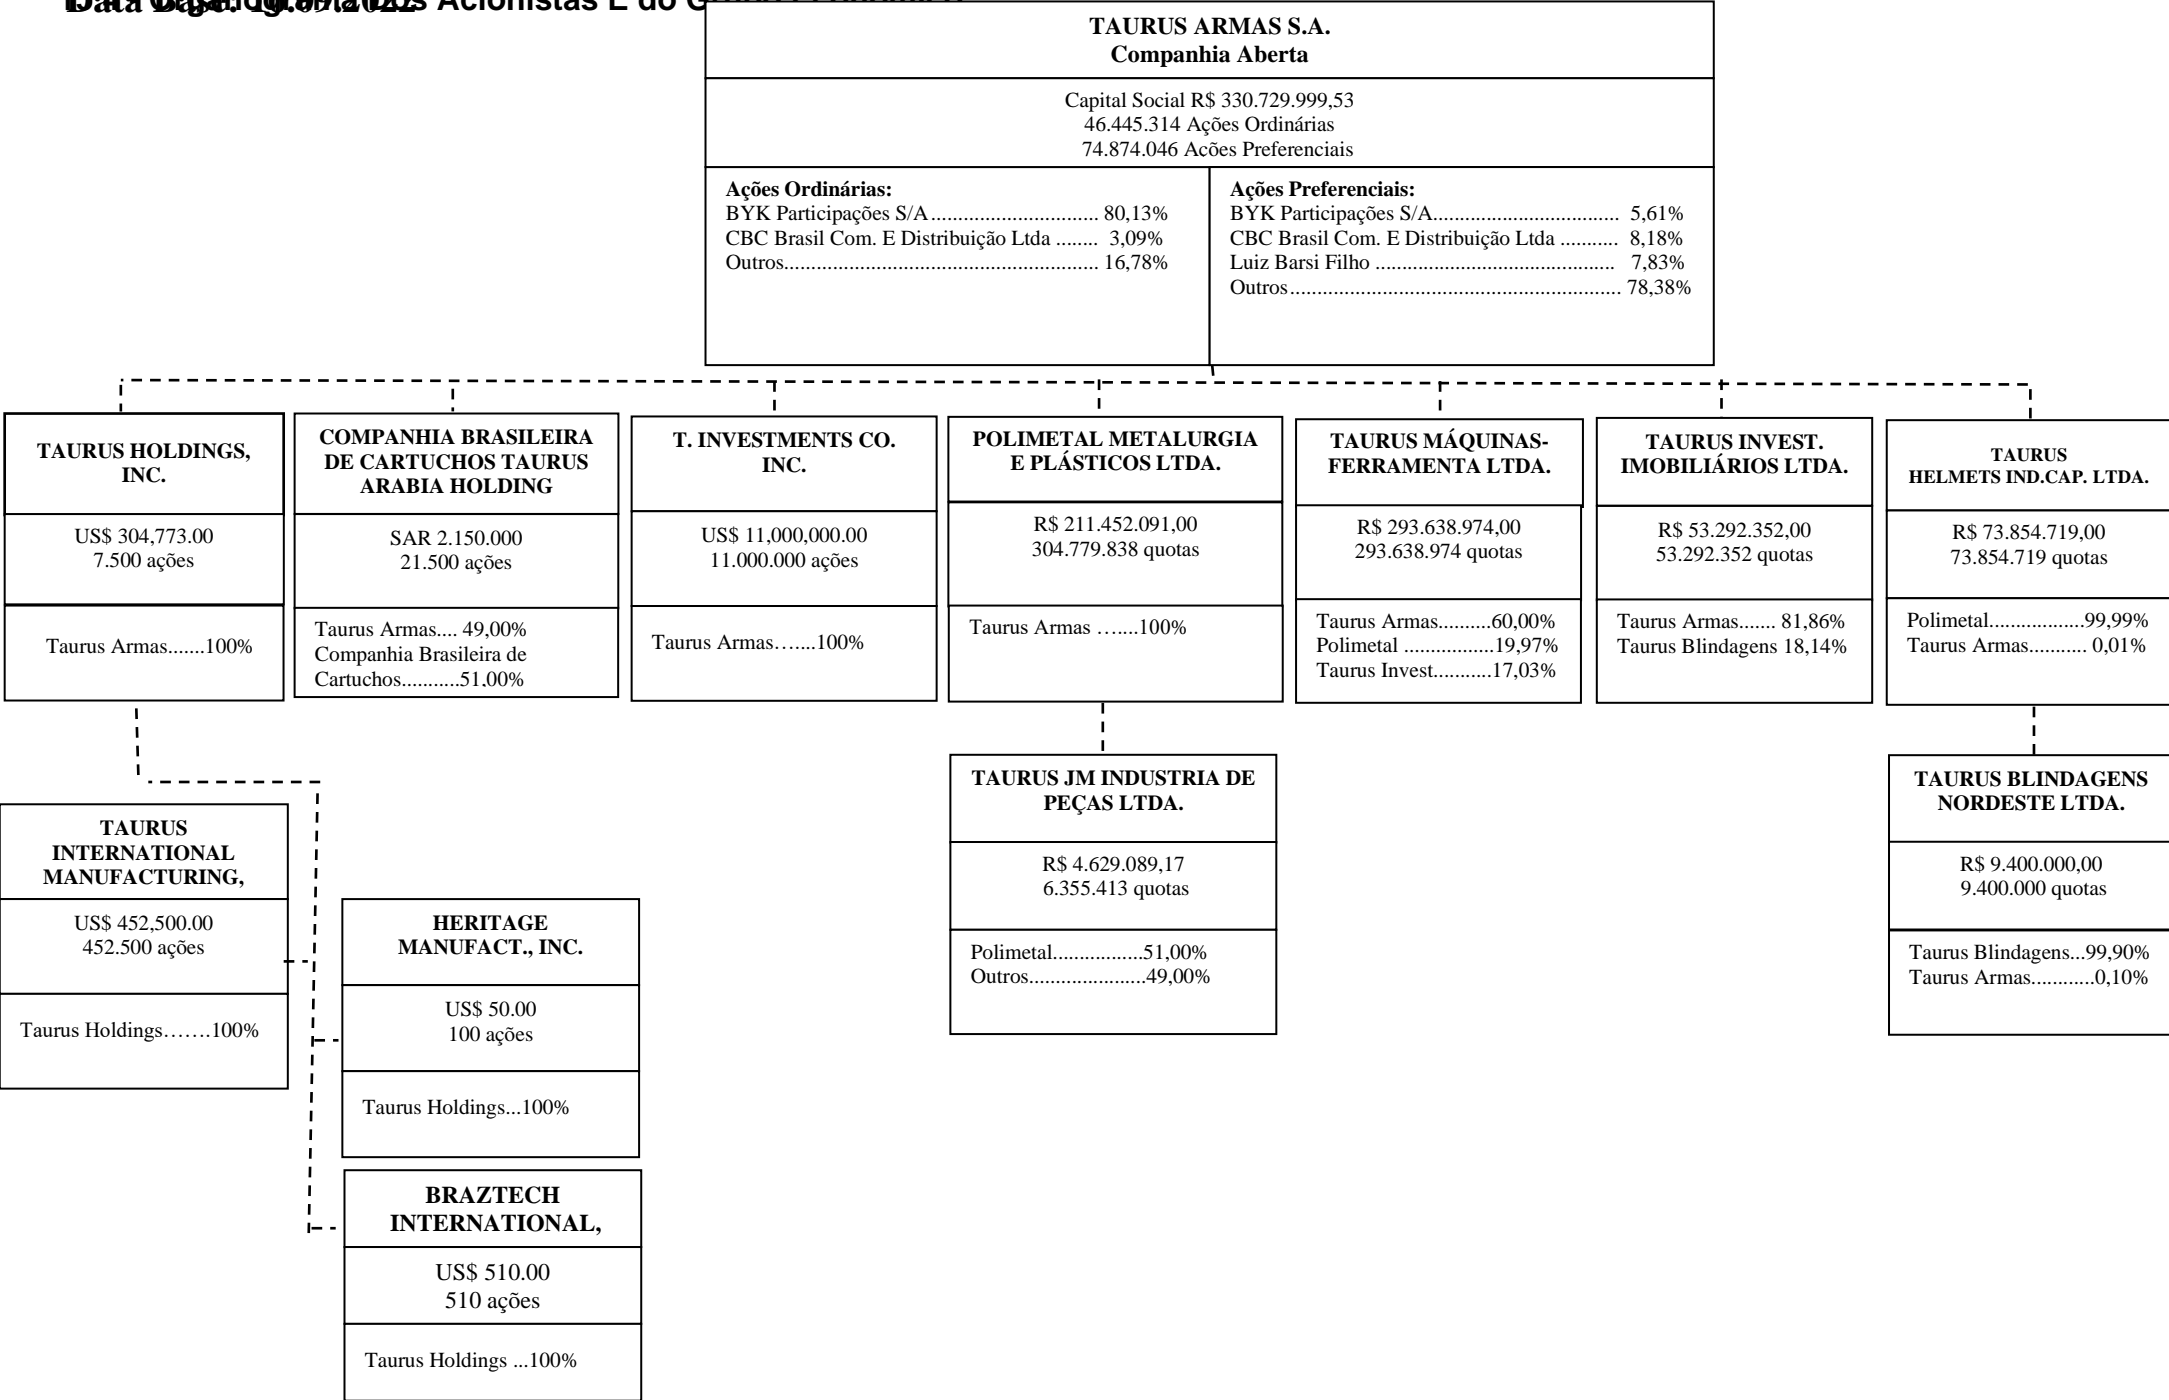 Acionistas E do
TAURUS ARMAS S.A.
Companhia Aberta
Capital Social R$ 330.729.999,53
46.445.314 Ações Ordinárias
74.874.046 Ações Preferenciais
Ações Ordinárias:
BYK Participações S/A............................... 80,13%
CBC Brasil Com. E Distribuição Ltda ........ 3,09%
Outros.......................................................... 16,78%
Ações Preferenciais:
BYK Participações S/A.................................. 5,61%
CBC Brasil Com. E Distribuição Ltda ........... 8,18%
Luiz Barsi Filho ............................................ 7,83%
Outros............................................................. 78,38%
TAURUS HOLDINGS,
INC.
US$ 304,773.00
7.500 ações
Taurus Armas.......100%
COMPANHIA BRASILEIRA
DE CARTUCHOS TAURUS
ARABIA HOLDING
SAR 2.150.000
21.500 ações
Taurus Armas.... 49,00%
Companhia Brasileira de
Cartuchos...........51,00%
T. INVESTMENTS CO.
INC.
US$ 11,000,000.00
11.000.000 ações
Taurus Armas…....100%
POLIMETAL METALURGIA
E PLÁSTICOS LTDA.
R$ 211.452.091,00
304.779.838 quotas
Taurus Armas …....100%
TAURUS MÁQUINAS-
FERRAMENTA LTDA.
R$ 293.638.974,00
293.638.974 quotas
Taurus Armas..........60,00%
Polimetal .................19,97%
Taurus Invest...........17,03%
TAURUS INVEST.
IMOBILIÁRIOS LTDA.
R$ 53.292.352,00
53.292.352 quotas
Taurus Armas....... 81,86%
Taurus Blindagens 18,14%
TAURUS
HELMETS IND.CAP. LTDA.
R$ 73.854.719,00
73.854.719 quotas
Polimetal..................99,99%
Taurus Armas........... 0,01%
TAURUS
INTERNATIONAL
MANUFACTURING,
US$ 452,500.00
452.500 ações
Taurus Holdings…….100%
HERITAGE
MANUFACT., INC.
US$ 50.00
100 ações
Taurus Holdings...100%
BRAZTECH
INTERNATIONAL,
US$ 510.00
510 ações
Taurus Holdings ...100%
TAURUS JM INDUSTRIA DE
PEÇAS LTDA.
R$ 4.629.089,17
6.355.413 quotas
Polimetal.................51,00%
Outros......................49,00%
TAURUS BLINDAGENS
NORDESTE LTDA.
R$ 9.400.000,00
9.400.000 quotas
Taurus Blindagens...99,90%
Taurus Armas............0,10%